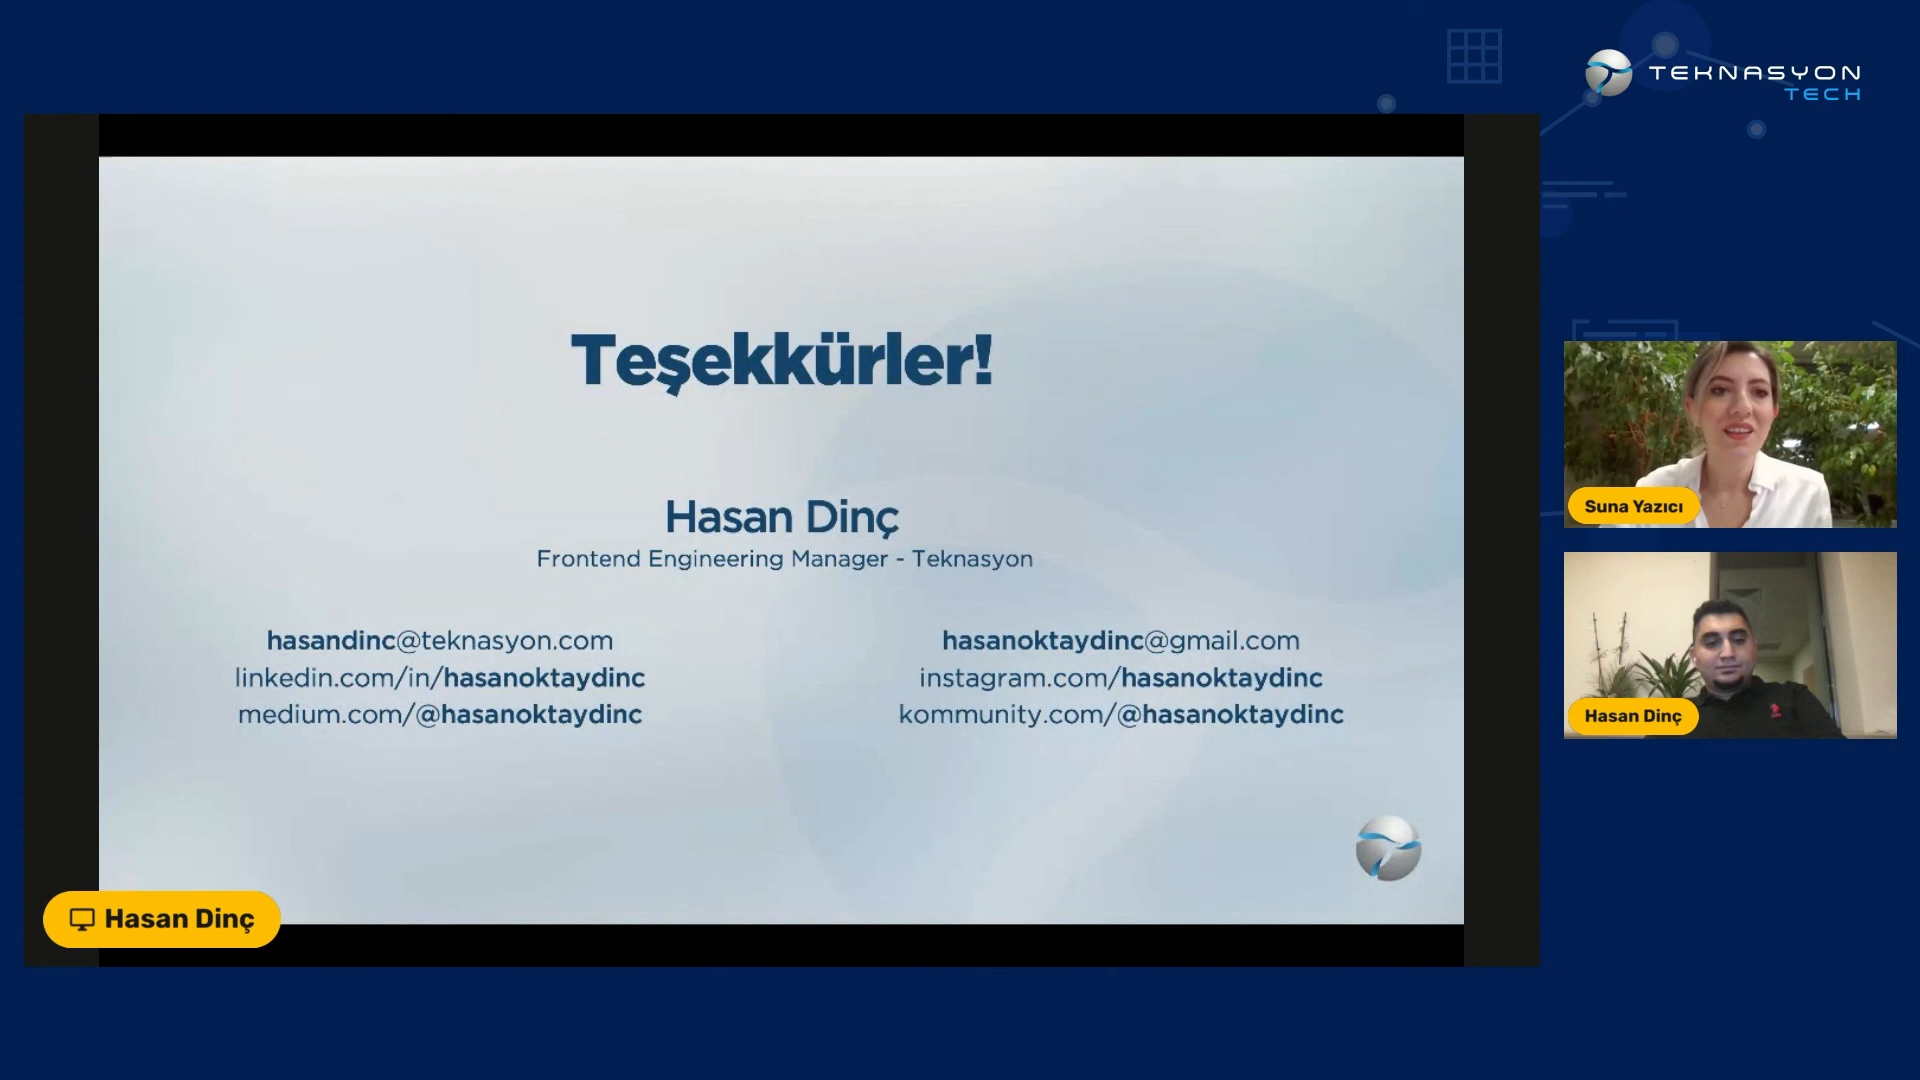 TEKNASYON
TECH
Teşekkürler!
Hasan Dinç
Frontend Engineering Manager - Teknasyon
hasandinc@teknasyon.com
linkedin.com/in/hasanoktaydinc
medium.com/@hasanoktaydinc
hasanoktaydinc@gmail.com
instagram.com/hasanoktaydinc
kommunity.com/@hasanoktaydinc
Suna Yazıcı
Hasan Dinç
Hasan Dinç